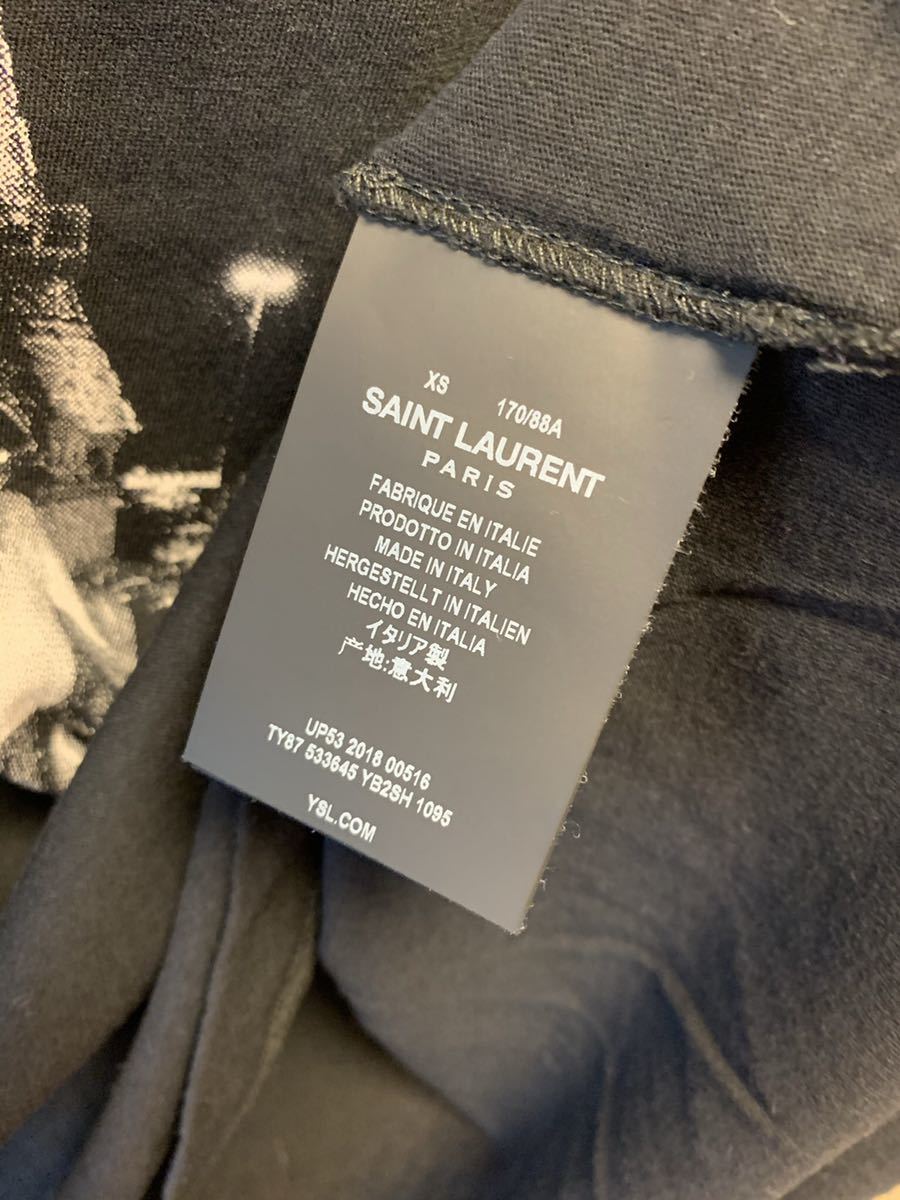 XS 170/88A
SAINT LAURENT
PARIS
FABRIQUE EN ITALIE
PRODOTTO IN ITALIA
MADE IN ITALY
HERGESTELLT IN ITALIEN
HECHO EN ITALIA
イタリア製
产地:意大利
UP53 2018 00516
TY87 533645 YB2SH 1095
YSL.COM